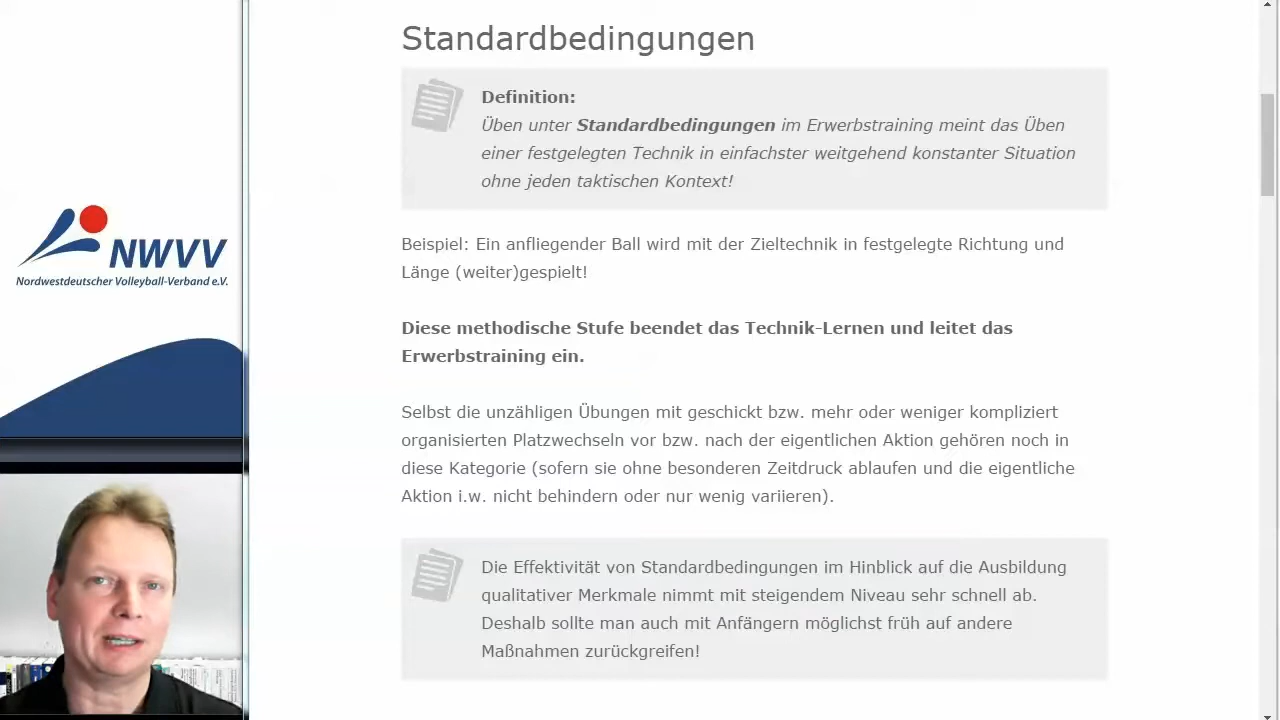 Standardbedingungen
Definition:
Üben unter Standardbedingungen im Erwerbstraining meint das Üben
einer festgelegten Technik in einfachster weitgehend konstanter Situation
ohne jeden taktischen Kontext!
Beispiel: Ein anfliegender Ball wird mit der Zieltechnik in festgelegte Richtung und
Länge (weiter)gespielt!
Diese methodische Stufe beendet das Technik-Lernen und leitet das
Erwerbstraining ein.
Selbst die unzähligen Übungen mit geschickt bzw. mehr oder weniger kompliziert
organisierten Platzwechseln vor bzw. nach der eigentlichen Aktion gehören noch in
diese Kategorie (sofern sie ohne besonderen Zeitdruck ablaufen und die eigentliche
Aktion i.w. nicht behindern oder nur wenig variieren).
Die Effektivität von Standardbedingungen im Hinblick auf die Ausbildung
qualitativer Merkmale nimmt mit steigendem Niveau sehr schnell ab.
Deshalb sollte man auch mit Anfängern möglichst früh auf andere
Maßnahmen zurückgreifen!
NWVV
Nordwestdeutscher Volleyball-Verband e.V.